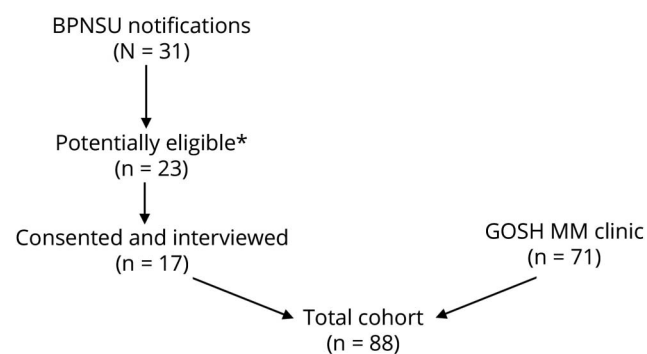 BPNSU notifications
(N = 31)
Potentially eligible*
(n = 23)
Consented and interviewed
(n = 17)
GOSH MM clinic
(n = 71)
Total cohort
(n = 88)